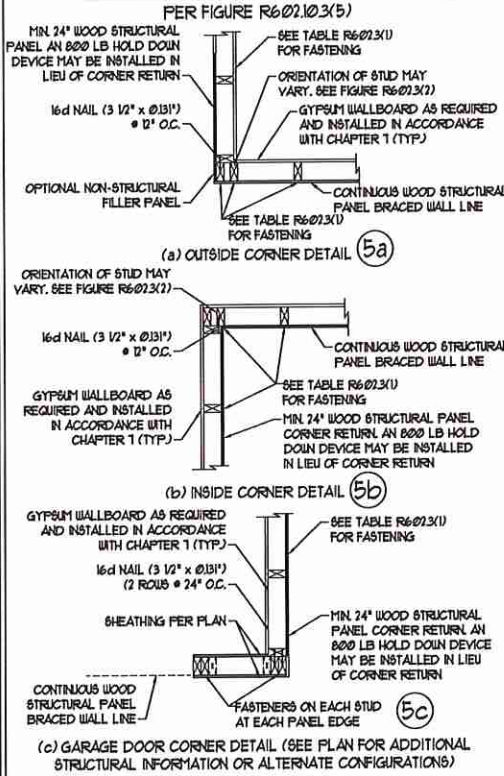 PER FIGURE R602.10.3(5)
MIN. 24" WOOD STRUCTURAL
PANEL AN 800 LB HOLD DOWN
DEVICE MAY BE INSTALLED IN
LIEU OF CORNER RETURN
16d NAIL (3 1/2" x 0.131")
@ 12" O.C.
OPTIONAL NON-STRUCTURAL
FILLER PANEL
SEE TABLE R602.3(1)
FOR FASTENING
ORIENTATION OF STUD MAY
VARY. SEE FIGURE R602.3(2)
GYPSUM WALLBOARD AS REQUIRED
AND INSTALLED IN ACCORDANCE
WITH CHAPTER 7 (TYP.)
CONTINUOUS WOOD STRUCTURAL
PANEL BRACED WALL LINE
SEE TABLE R602.3(1)
FOR FASTENING
(a) OUTSIDE CORNER DETAIL 5a
ORIENTATION OF STUD MAY
VARY. SEE FIGURE R602.3(2)
16d NAIL (3 1/2" x 0.131")
@ 12" O.C.
GYPSUM WALLBOARD AS
REQUIRED AND INSTALLED
IN ACCORDANCE WITH
CHAPTER 7 (TYP.)
CONTINUOUS WOOD STRUCTURAL
PANEL BRACED WALL LINE
SEE TABLE R602.3(1)
FOR FASTENING
MIN. 24" WOOD STRUCTURAL PANEL
CORNER RETURN. AN 800 LB HOLD
DOWN DEVICE MAY BE INSTALLED
IN LIEU OF CORNER RETURN
(b) INSIDE CORNER DETAIL 5b
GYPSUM WALLBOARD AS REQUIRED
AND INSTALLED IN ACCORDANCE
WITH CHAPTER 7 (TYP.)
16d NAIL (3 1/2" x 0.131")
(2 ROWS @ 24" O.C.
SHEATHING PER PLAN
CONTINUOUS WOOD
STRUCTURAL PANEL
BRACED WALL LINE
SEE TABLE R602.3(1)
FOR FASTENING
MIN. 24" WOOD STRUCTURAL
PANEL CORNER RETURN. AN
800 LB HOLD DOWN DEVICE
MAY BE INSTALLED IN LIEU
OF CORNER RETURN
FASTENERS ON EACH STUD
AT EACH PANEL EDGE
5c
(c) GARAGE DOOR CORNER DETAIL (SEE PLAN FOR ADDITIONAL
STRUCTURAL INFORMATION OR ALTERNATE CONFIGURATIONS)